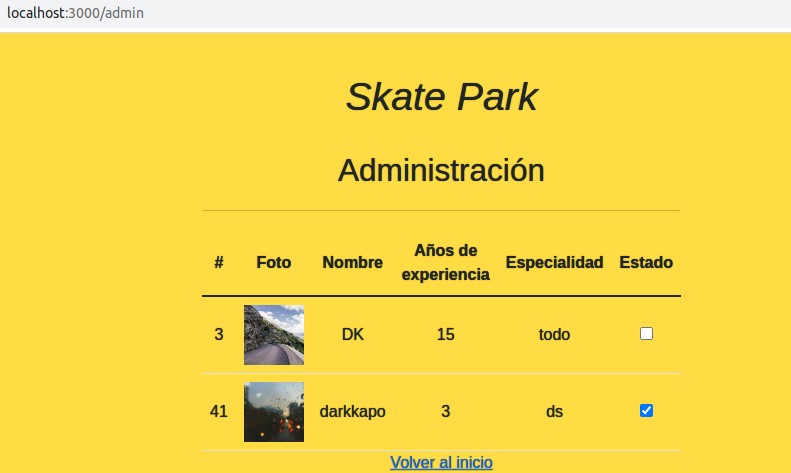 localhost:3000/admin
Skate Park
Administración
# Foto Nombre Años de experiencia Especialidad Estado
3 DK 15 todo
41 darkkapo 3 ds
Volver al inicio